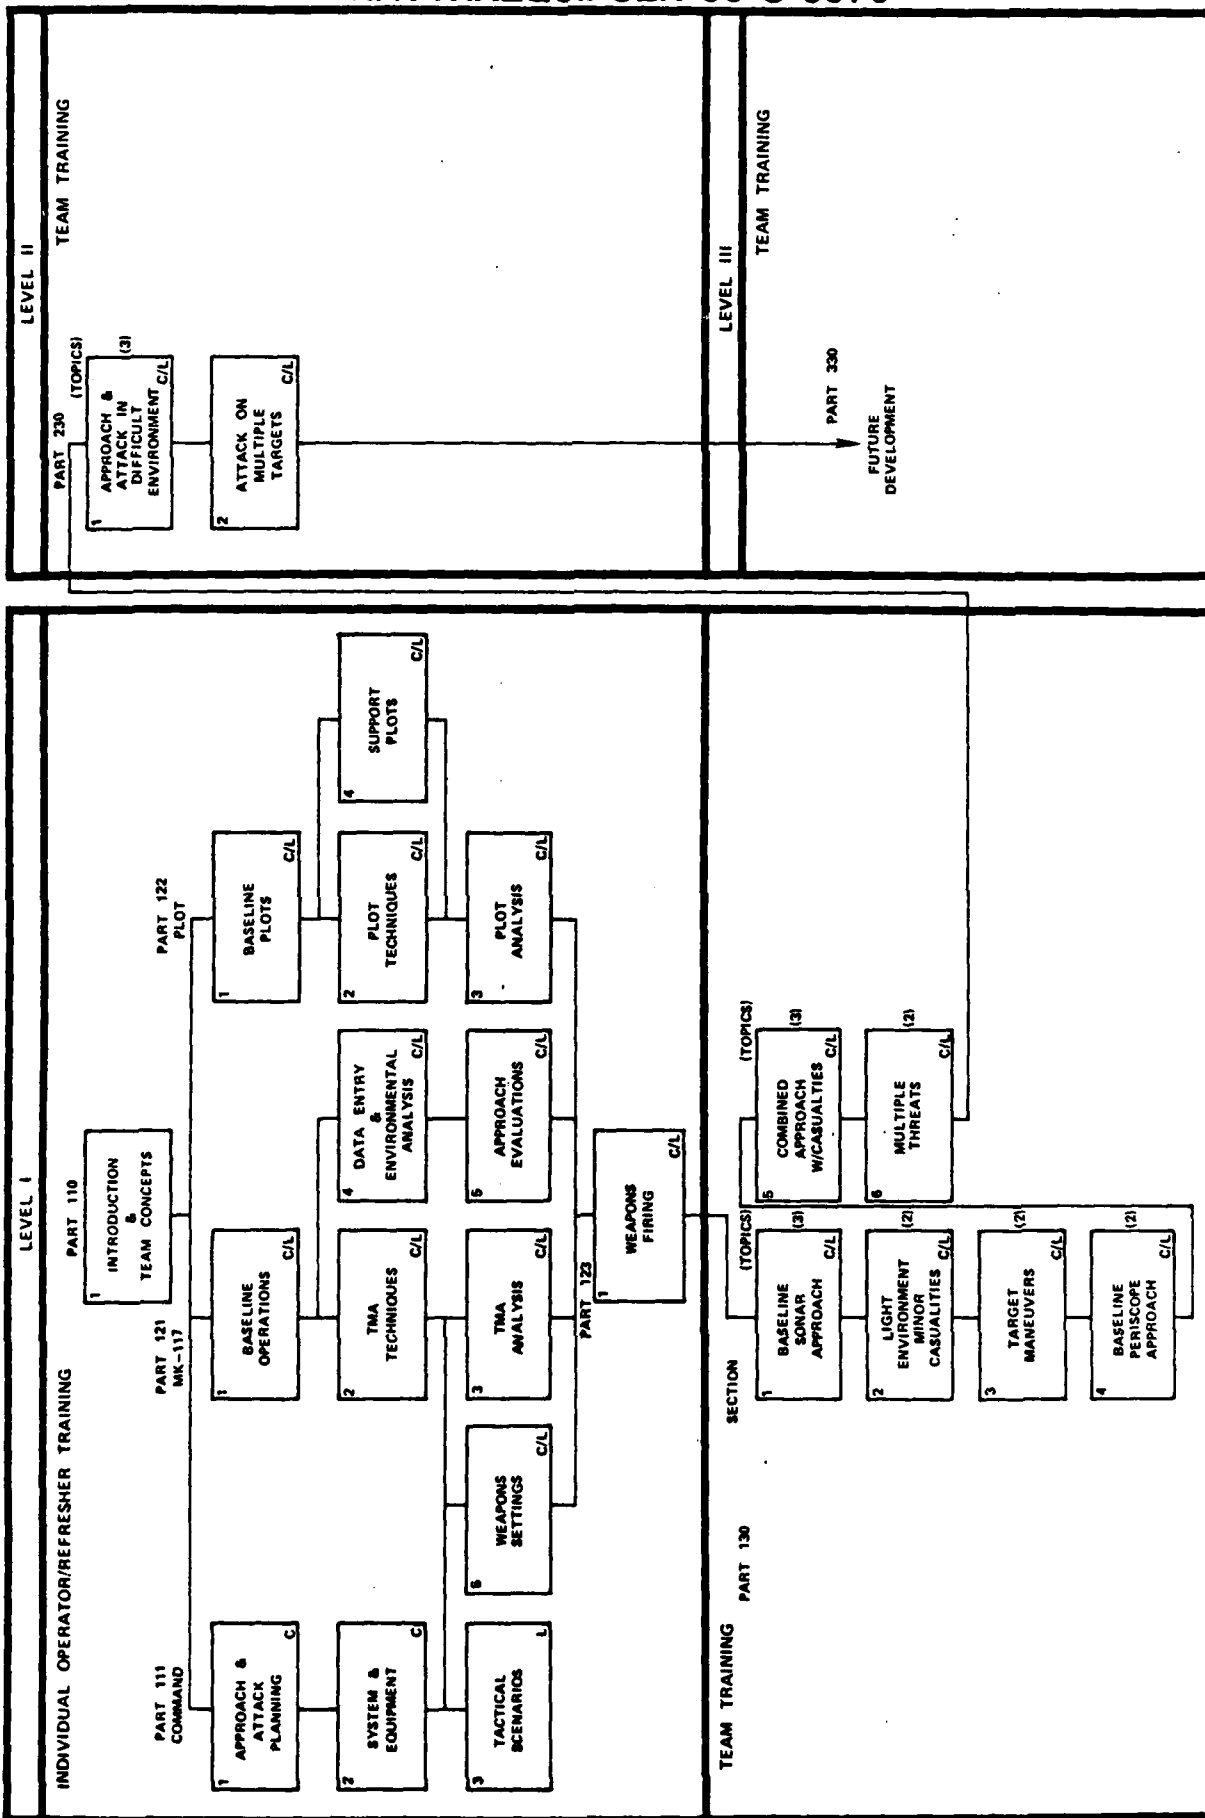 LEVEL I
INDIVIDUAL OPERATOR/REFRESHER TRAINING
PART 110
1
INTRODUCTION
&
TEAM CONCEPTS
PART 111
COMMAND
1
APPROACH &
ATTACK
PLANNING
C
2
SYSTEM &
EQUIPMENT
C
3
TACTICAL
SCENARIOS
L
PART 121
MK-117
1
BASELINE
OPERATIONS
C/L
2
TMA
TECHNIQUES
C/L
3
TMA
ANALYSIS
C/L
4
DATA ENTRY
&
ENVIRONMENTAL
ANALYSIS
C/L
5
APPROACH
EVALUATIONS
C/L
6
WEAPONS
SETTINGS
C/L
PART 122
PLOT
1
BASELINE
PLOTS
C/L
2
PLOT
TECHNIQUES
C/L
3
PLOT
ANALYSIS
C/L
4
SUPPORT
PLOTS
C/L
PART 123
1
WEAPONS
FIRING
C/L
TEAM TRAINING
PART 130
SECTION
(TOPICS)
1
BASELINE
SONAR
APPROACH
C/L
(3)
2
LIGHT
ENVIRONMENT
MINOR
CASUALITIES
C/L
(2)
3
TARGET
MANEUVERS
C/L
(2)
4
BASELINE
PERISCOPE
APPROACH
C/L
(2)
(TOPICS)
5
COMBINED
APPROACH
W/CASUALTIES
C/L
(3)
6
MULTIPLE
THREATS
C/L
(2)
LEVEL II
TEAM TRAINING
PART 230
(TOPICS)
1
APPROACH &
ATTACK IN
DIFFICULT
ENVIRONMENT
C/L
(3)
2
ATTACK ON
MULTIPLE
TARGETS
C/L
LEVEL III
TEAM TRAINING
PART 330
FUTURE
DEVELOPMENT